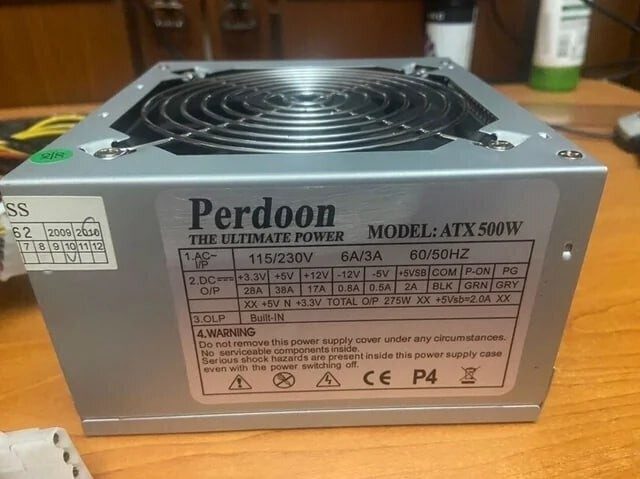 SS
62 2009 2010
7 8 9 10 11 12
Perdoon
THE ULTIMATE POWER MODEL: ATX 500W
1.AC~ I/P 115/230V 6A/3A 60/50HZ
2.DC O/P +3.3V +5V +12V -12V -5V +5VSB COM P-ON PG
28A 38A 17A 0.8A 0.5A 2A BLK GRN GRY
XX +5V N +3.3V TOTAL O/P 275W XX +5Vsb=2.0A XX
3.OLP Built-IN
4.WARNING
Do not remove this power supply cover under any circumstances.
No serviceable components inside.
Serious shock hazards are present inside this power supply case
even with the power switching off.
CE P4